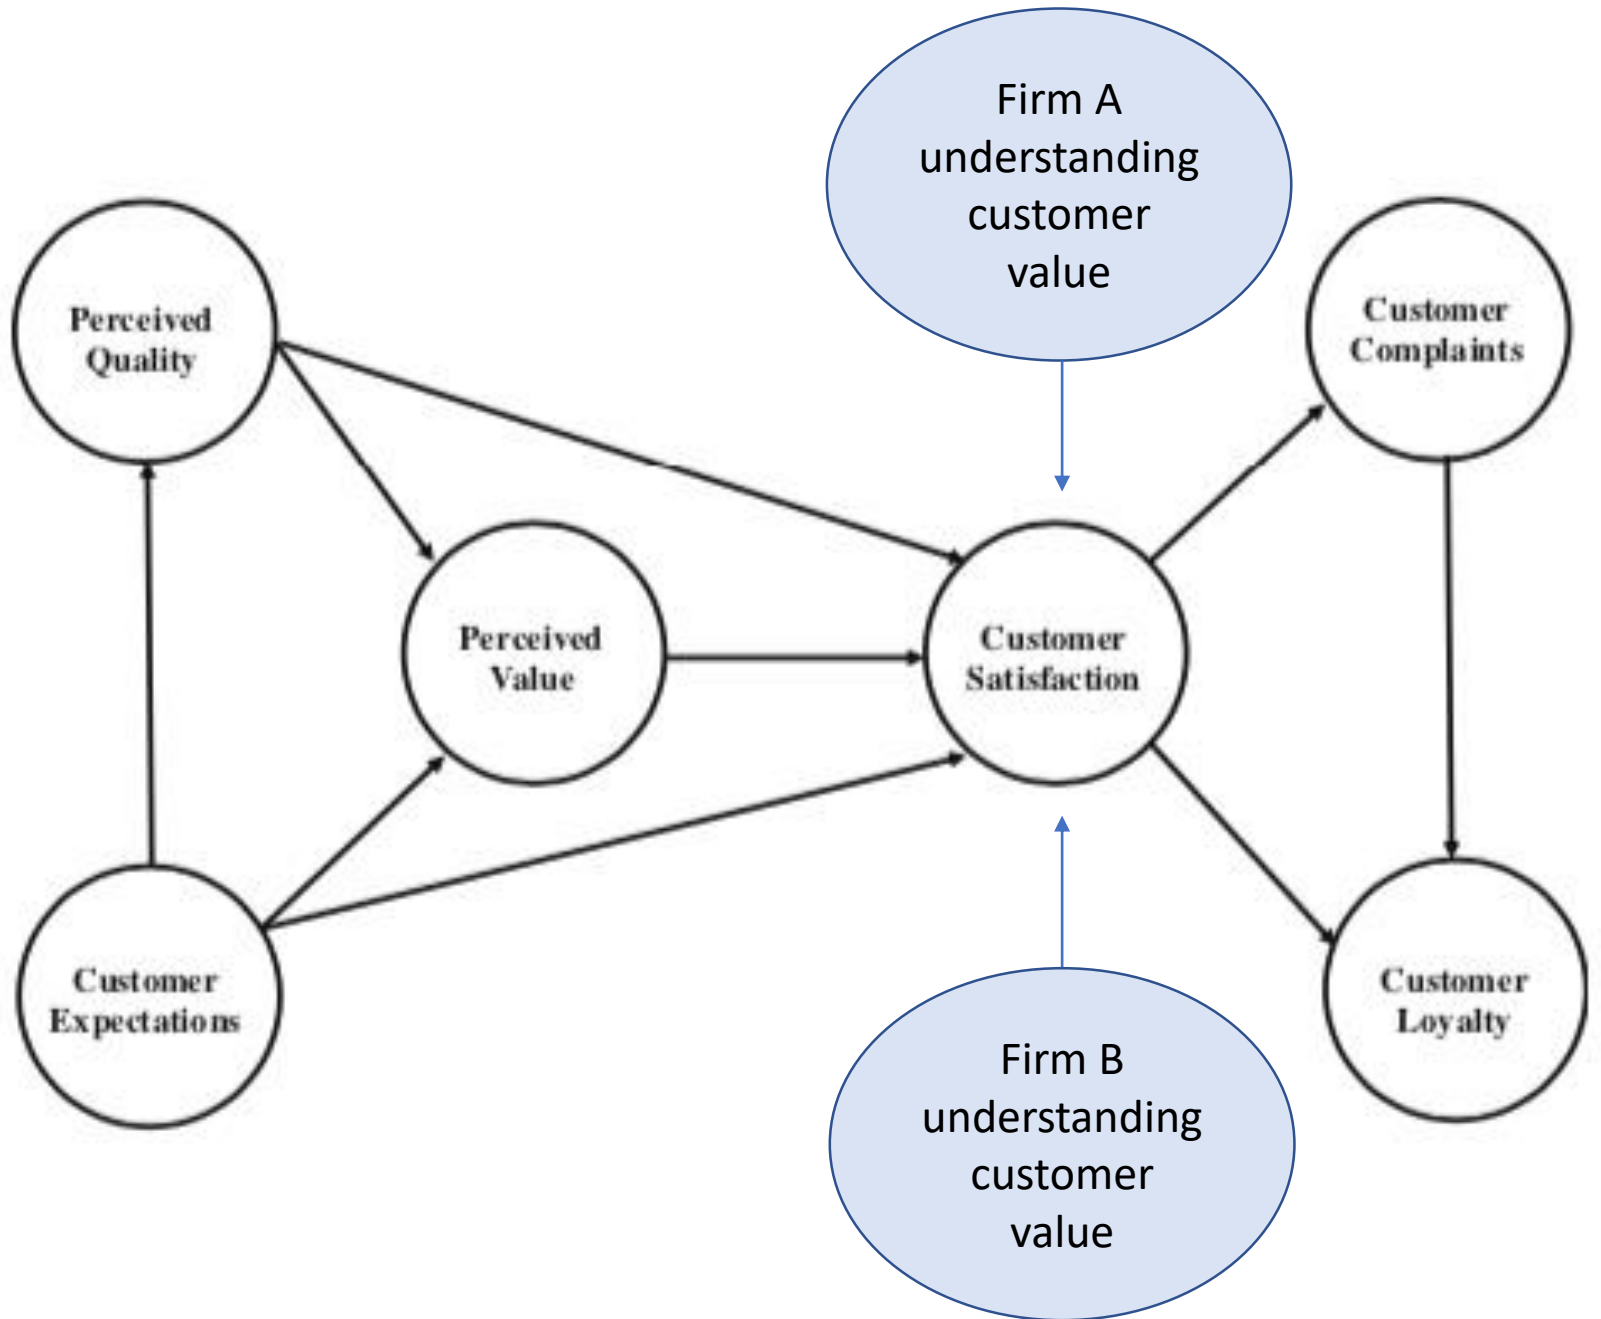 Firm A
understanding
customer
value
Perceived
Quality
Customer
Complaints
Perceived
Value
Customer
Satisfaction
Customer
Expectations
Customer
Loyalty
Firm B
understanding
customer
value